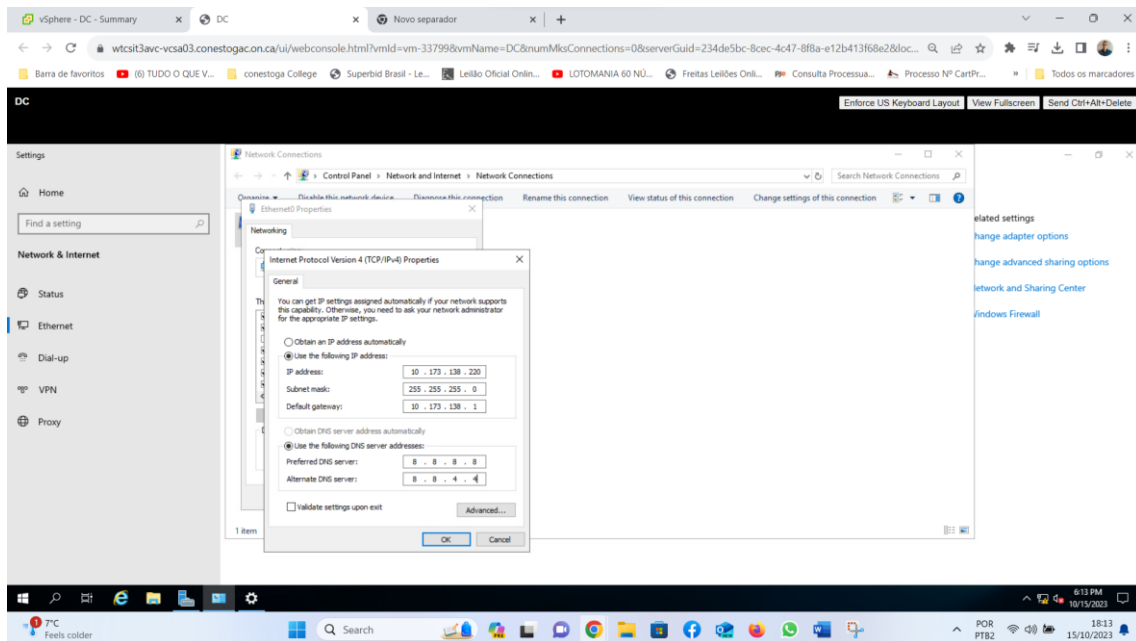 vSphere - DC - Summary
DC
Novo separador
wtcsit3avc-vcsa03.conestogac.on.ca/ui/webconsole.html?vmId=vm-33799&vmName=DC&numMksConnections=0&serverGuid=234de5bc-8cec-4c47-8f8a-e12b413f68e2&loc...
Barra de favoritos
(6) TUDO O QUE V...
conestoga College
Superbid Brasil - Le...
Leilão Oficial Onlin...
LOTOMANIA 60 NÚ...
Freitas Leilões Onli...
Consulta Processua...
Processo Nº CartPr...
»
Todos os marcadores
DC
Enforce US Keyboard Layout
View Fullscreen
Send Ctrl+Alt+Delete
Settings
Home
Find a setting
Network & Internet
Status
Ethernet
Dial-up
VPN
Proxy
Network Connections
Control Panel > Network and Internet > Network Connections
Search Network Connections
Organize
Disable this network device
Diagnose this connection
Rename this connection
View status of this connection
Change settings of this connection
Ethernet0 Properties
Networking
Internet Protocol Version 4 (TCP/IPv4) Properties
General
You can get IP settings assigned automatically if your network supports
this capability. Otherwise, you need to ask your network administrator
for the appropriate IP settings.
Obtain an IP address automatically
Use the following IP address:
IP address: 10 . 173 . 138 . 220
Subnet mask: 255 . 255 . 255 . 0
Default gateway: 10 . 173 . 138 . 1
Obtain DNS server address automatically
Use the following DNS server addresses:
Preferred DNS server: 8 . 8 . 8 . 8
Alternate DNS server: 8 . 8 . 4 . 4
Validate settings upon exit
Advanced...
OK
Cancel
1 item
elated settings
hange adapter options
hange advanced sharing options
letwork and Sharing Center
Vindows Firewall
6:13 PM
10/15/2023
1
7°C
Feels colder
Search
POR
PTB2
18:13
15/10/2023